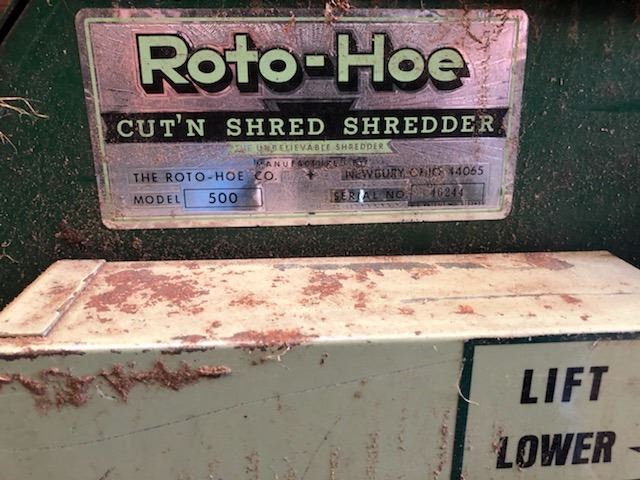 Roto-Hoe
CUT'N SHRED SHREDDER
THE UNBELIEVABLE SHREDDER
MANUFACTURED BY
THE ROTO-HOE CO. NEWBURY OHIO 44065
MODEL 500 SERIAL NO. 16244
LIFT
LOWER